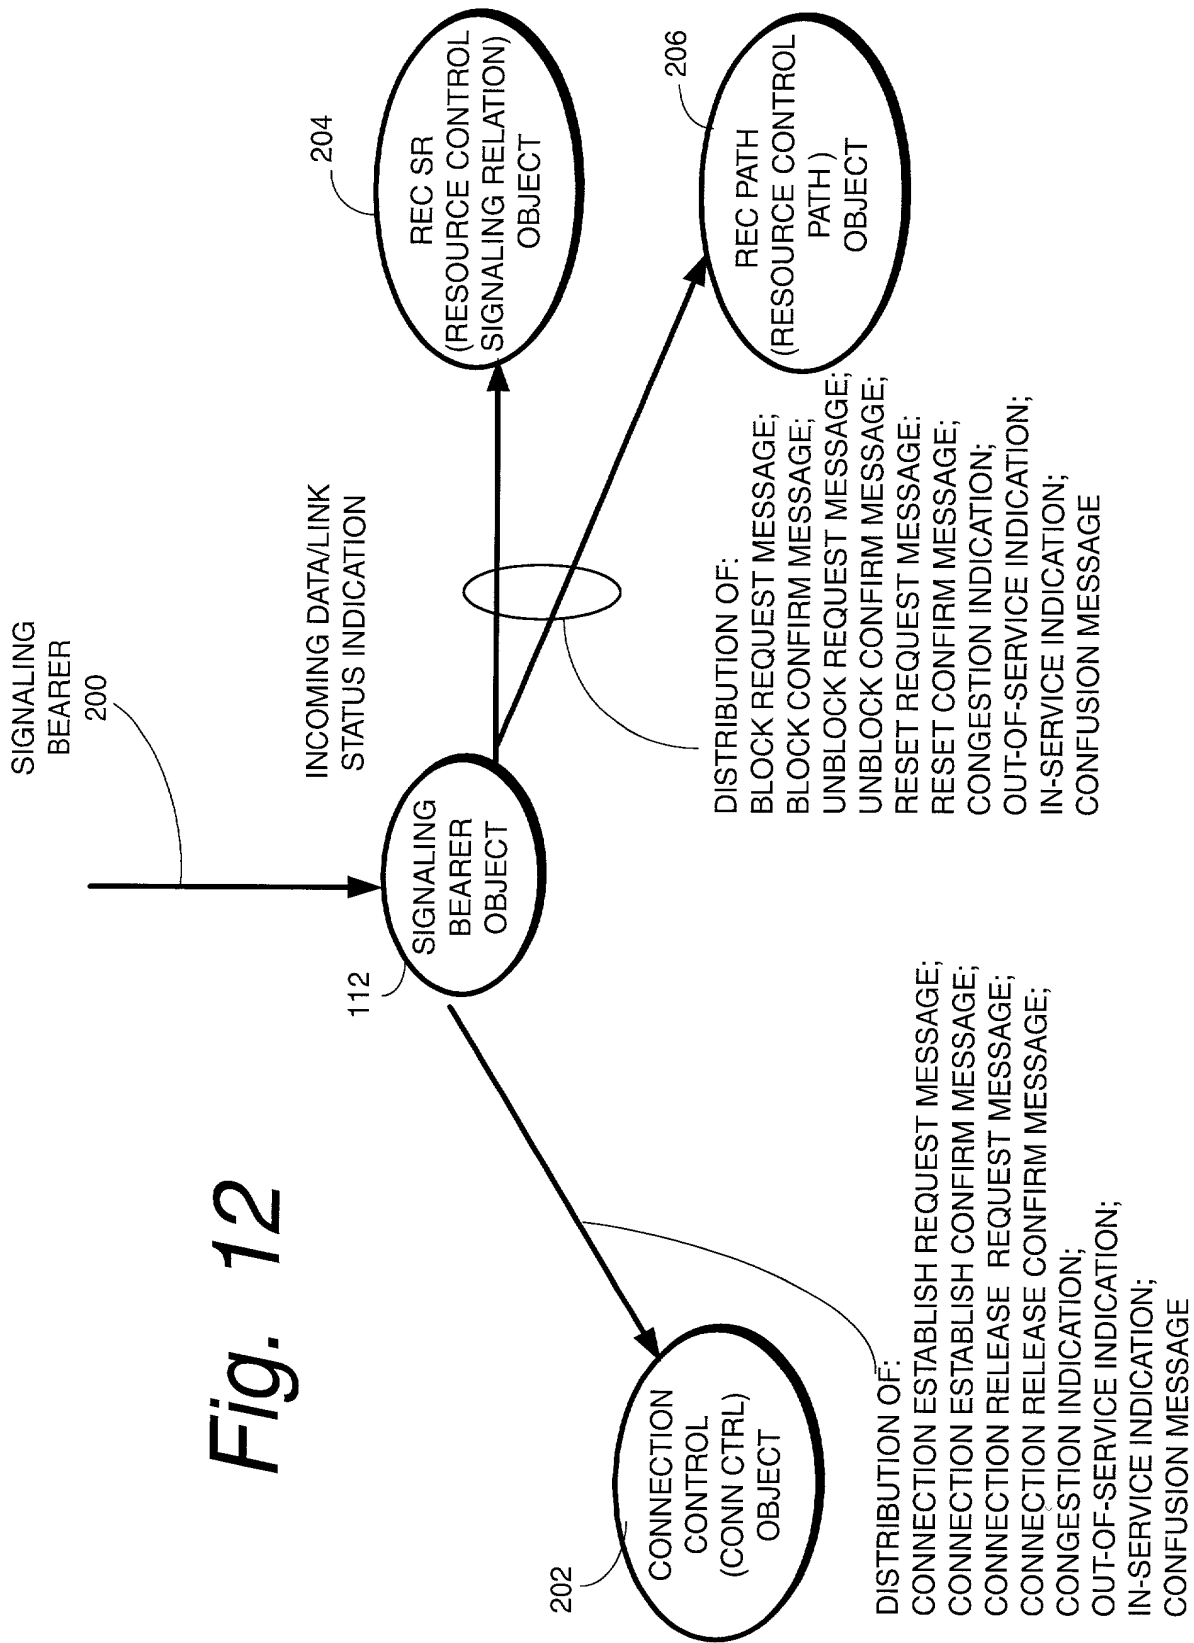 Fig. 12
SIGNALING
BEARER
200
INCOMING DATA/LINK
STATUS INDICATION
112
SIGNALING
BEARER
OBJECT
204
REC SR
(RESOURCE CONTROL
SIGNALING RELATION)
OBJECT
206
REC PATH
(RESOURCE CONTROL
PATH )
OBJECT
DISTRIBUTION OF:
BLOCK REQUEST MESSAGE;
BLOCK CONFIRM MESSAGE;
UNBLOCK REQUEST MESSAGE;
UNBLOCK CONFIRM MESSAGE;
RESET REQUEST MESSAGE:
RESET CONFIRM MESSAGE;
CONGESTION INDICATION;
OUT-OF-SERVICE INDICATION;
IN-SERVICE INDICATION;
CONFUSION MESSAGE
202
CONNECTION
CONTROL
(CONN CTRL)
OBJECT
DISTRIBUTION OF:
CONNECTION ESTABLISH REQUEST MESSAGE;
CONNECTION ESTABLISH CONFIRM MESSAGE;
CONNECTION RELEASE REQUEST MESSAGE;
CONNECTION RELEASE CONFIRM MESSAGE;
CONGESTION INDICATION;
OUT-OF-SERVICE INDICATION;
IN-SERVICE INDICATION;
CONFUSION MESSAGE